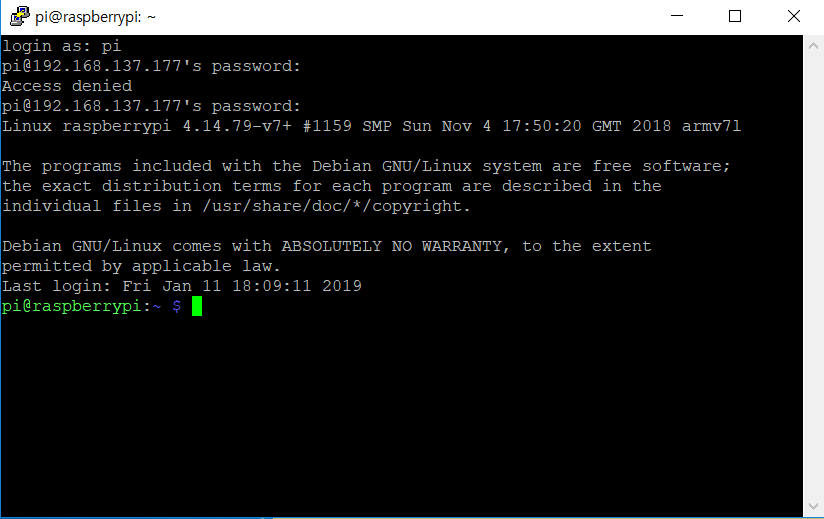 pi@raspberrypi: ~
login as: pi
pi@192.168.137.177's password:
Access denied
pi@192.168.137.177's password:
Linux raspberrypi 4.14.79-v7+ #1159 SMP Sun Nov 4 17:50:20 GMT 2018 armv7l
The programs included with the Debian GNU/Linux system are free software;
the exact distribution terms for each program are described in the
individual files in /usr/share/doc/*/copyright.
Debian GNU/Linux comes with ABSOLUTELY NO WARRANTY, to the extent
permitted by applicable law.
Last login: Fri Jan 11 18:09:11 2019
pi@raspberrypi:~ $